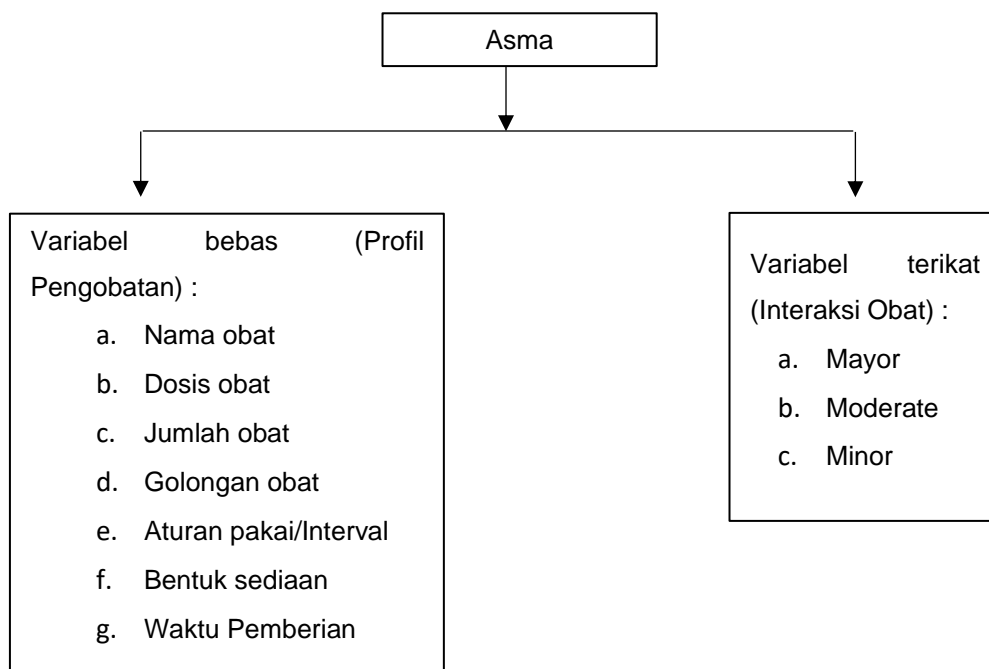 Asma
Variabel bebas (Profil
Pengobatan) :
a. Nama obat
b. Dosis obat
c. Jumlah obat
d. Golongan obat
e. Aturan pakai/Interval
f. Bentuk sediaan
g. Waktu Pemberian
Variabel terikat
(Interaksi Obat) :
a. Mayor
b. Moderate
c. Minor